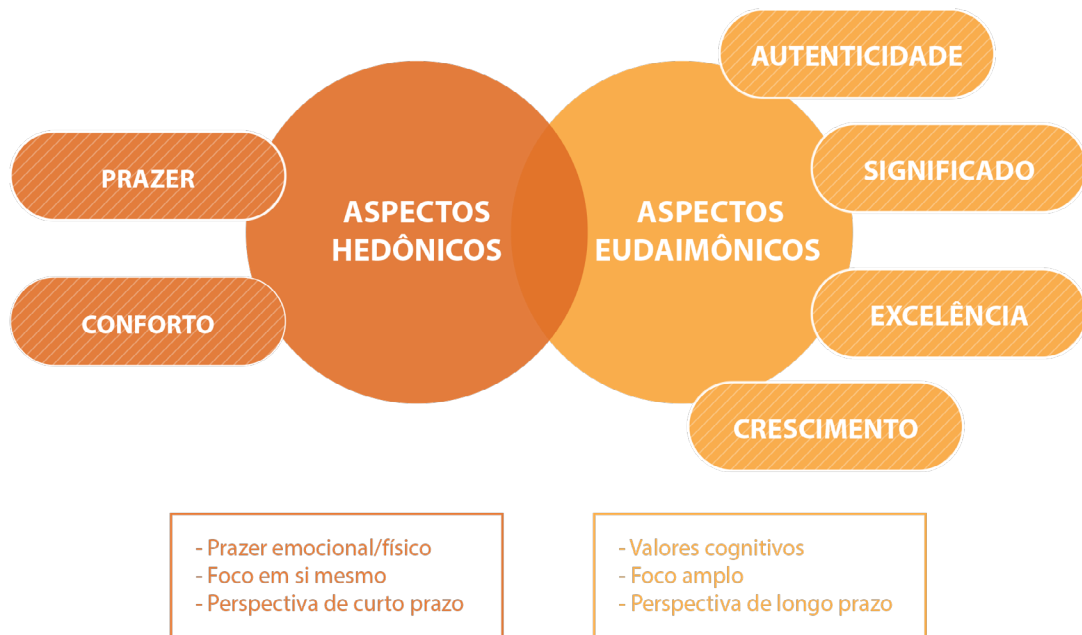 PRAZER
CONFORTO
ASPECTOS
HEDÔNICOS
ASPECTOS
EUDAIMÔNICOS
AUTENTICIDADE
SIGNIFICADO
EXCELÊNCIA
CRESCIMENTO
- Prazer emocional/físico
- Foco em si mesmo
- Perspectiva de curto prazo
- Valores cognitivos
- Foco amplo
- Perspectiva de longo prazo